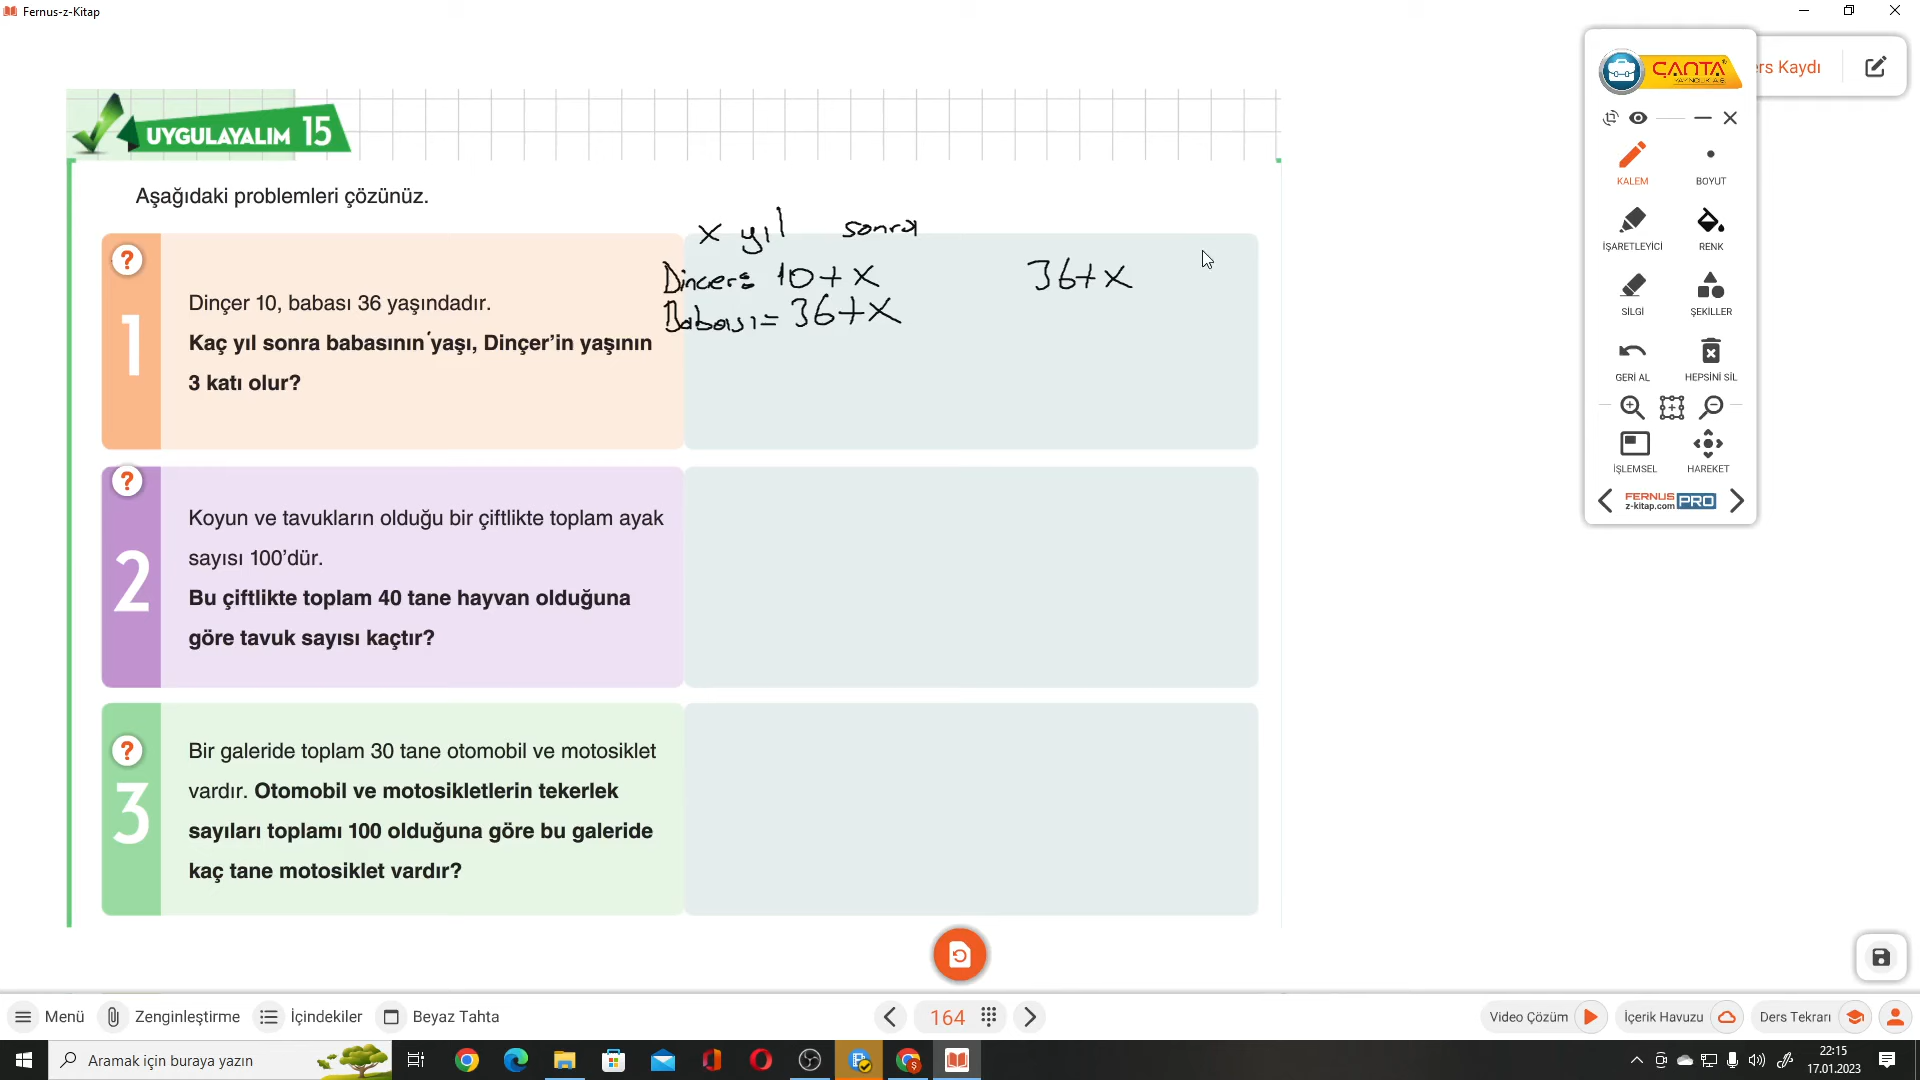 Fernus-z-Kitap
ÇANTA
YAYINCILIK A.Ş.
ers Kaydı
UYGULAYALIM 15
KALEM
BOYUT
Aşağıdaki problemleri çözünüz.
x yıl sonra
İŞARETLEYİCİ
RENK
?
Dinçer= 10+x
36+x
1
Dinçer 10, babası 36 yaşındadır.
Babası= 36+x
SİLGİ
ŞEKİLLER
Kaç yıl sonra babasının yaşı, Dinçer'in yaşının
3 katı olur?
GERİ AL
HEPSİNİ SİL
İŞLEMSEL
HAREKET
FERNUS
z-kitap.com
PRO
?
2
Koyun ve tavukların olduğu bir çiftlikte toplam ayak
sayısı 100'dür.
Bu çiftlikte toplam 40 tane hayvan olduğuna
göre tavuk sayısı kaçtır?
?
3
Bir galeride toplam 30 tane otomobil ve motosiklet
vardır. Otomobil ve motosikletlerin tekerlek
sayıları toplamı 100 olduğuna göre bu galeride
kaç tane motosiklet vardır?
Menü
Zenginleştirme
İçindekiler
Beyaz Tahta
164
Video Çözüm
İçerik Havuzu
Ders Tekrarı
Aramak için buraya yazın
22:15
17.01.2023